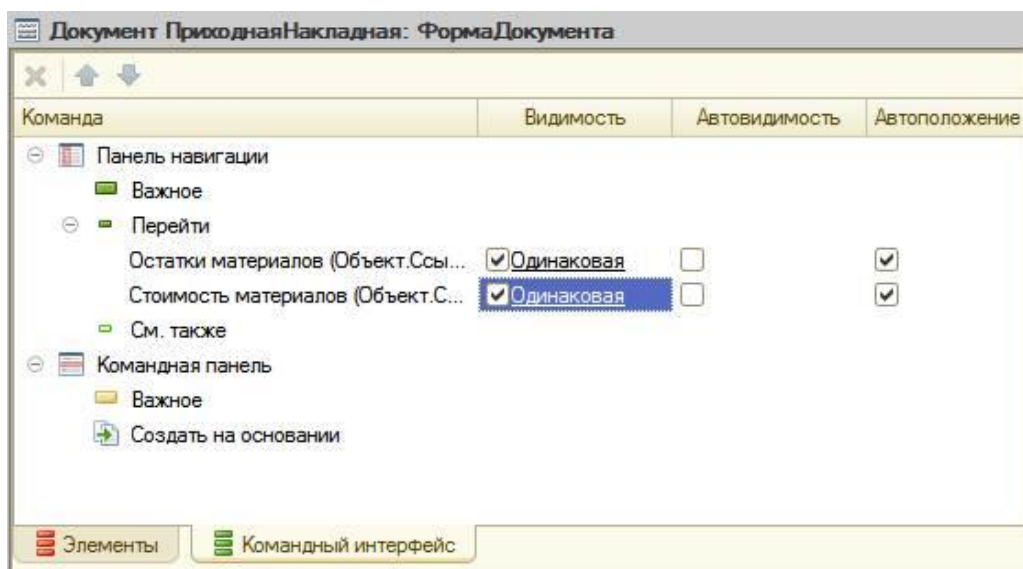 Документ ПриходнаяНакладная: ФормаДокумента
Команда Видимость Автовидимость Автоположение
Панель навигации
Важное
Перейти
Остатки материалов (Объект.Ссы... Одинаковая
Стоимость материалов (Объект.С... Одинаковая
См. также
Командная панель
Важное
Создать на основании
Элементы Командный интерфейс